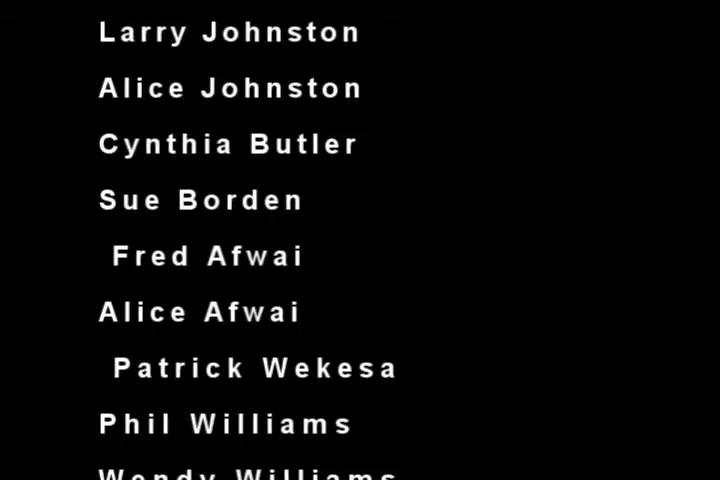 Larry Johnston
Alice Johnston
Cynthia Butler
Sue Borden
Fred Afwai
Alice Afwai
Patrick Wekesa
Phil Williams
Wendy Williams